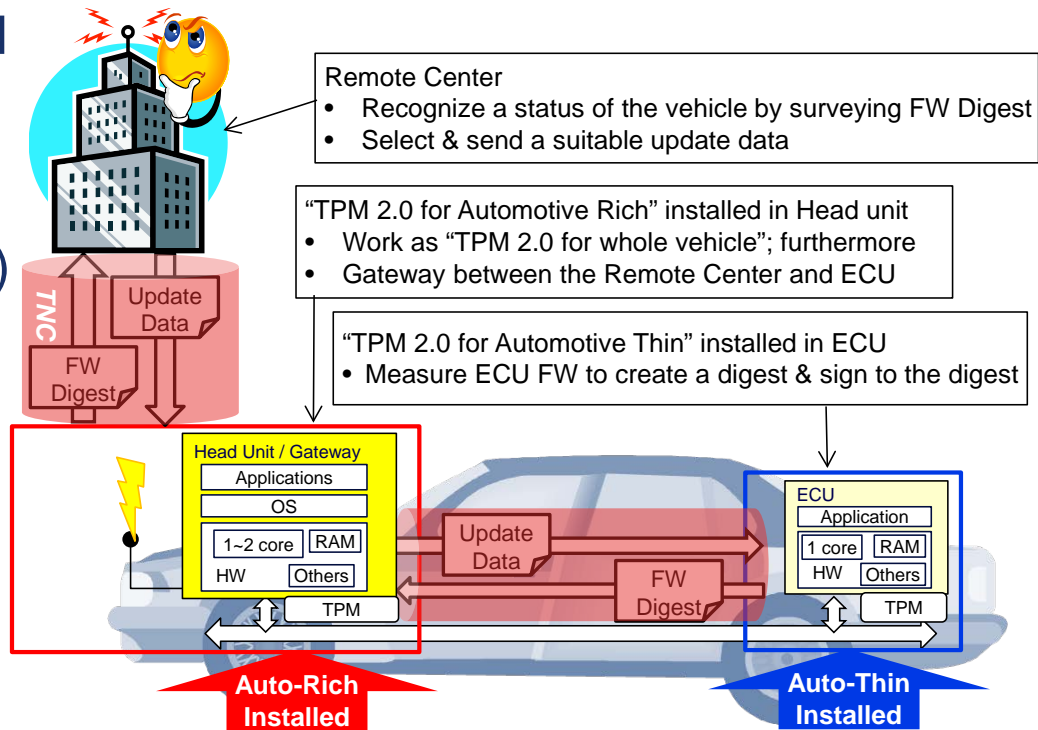 Remote Center
• Recognize a status of the vehicle by surveying FW Digest
• Select & send a suitable update data
“TPM 2.0 for Automotive Rich” installed in Head unit
• Work as “TPM 2.0 for whole vehicle”; furthermore
• Gateway between the Remote Center and ECU
)
TNC
Update
Data
FW
Digest
“TPM 2.0 for Automotive Thin” installed in ECU
• Measure ECU FW to create a digest & sign to the digest
Head Unit / Gateway
Applications
OS
1~2 core
RAM
HW
Others
TPM
Update
Data
FW
Digest
ECU
Application
1 core
RAM
HW
Others
TPM
Auto-Rich
Installed
Auto-Thin
Installed